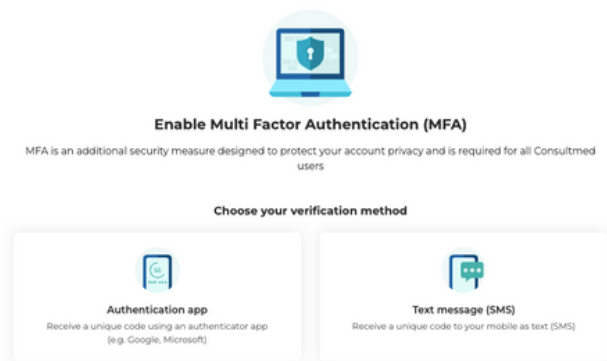 Enable Multi Factor Authentication (MFA)
MFA is an additional security measure designed to protect your account privacy and is required for all Consultmed
users
Choose your verification method
Authentication app
Receive a unique code using an authenticator app
(e.g. Google, Microsoft)
Text message (SMS)
Receive a unique code to your mobile as text (SMS)